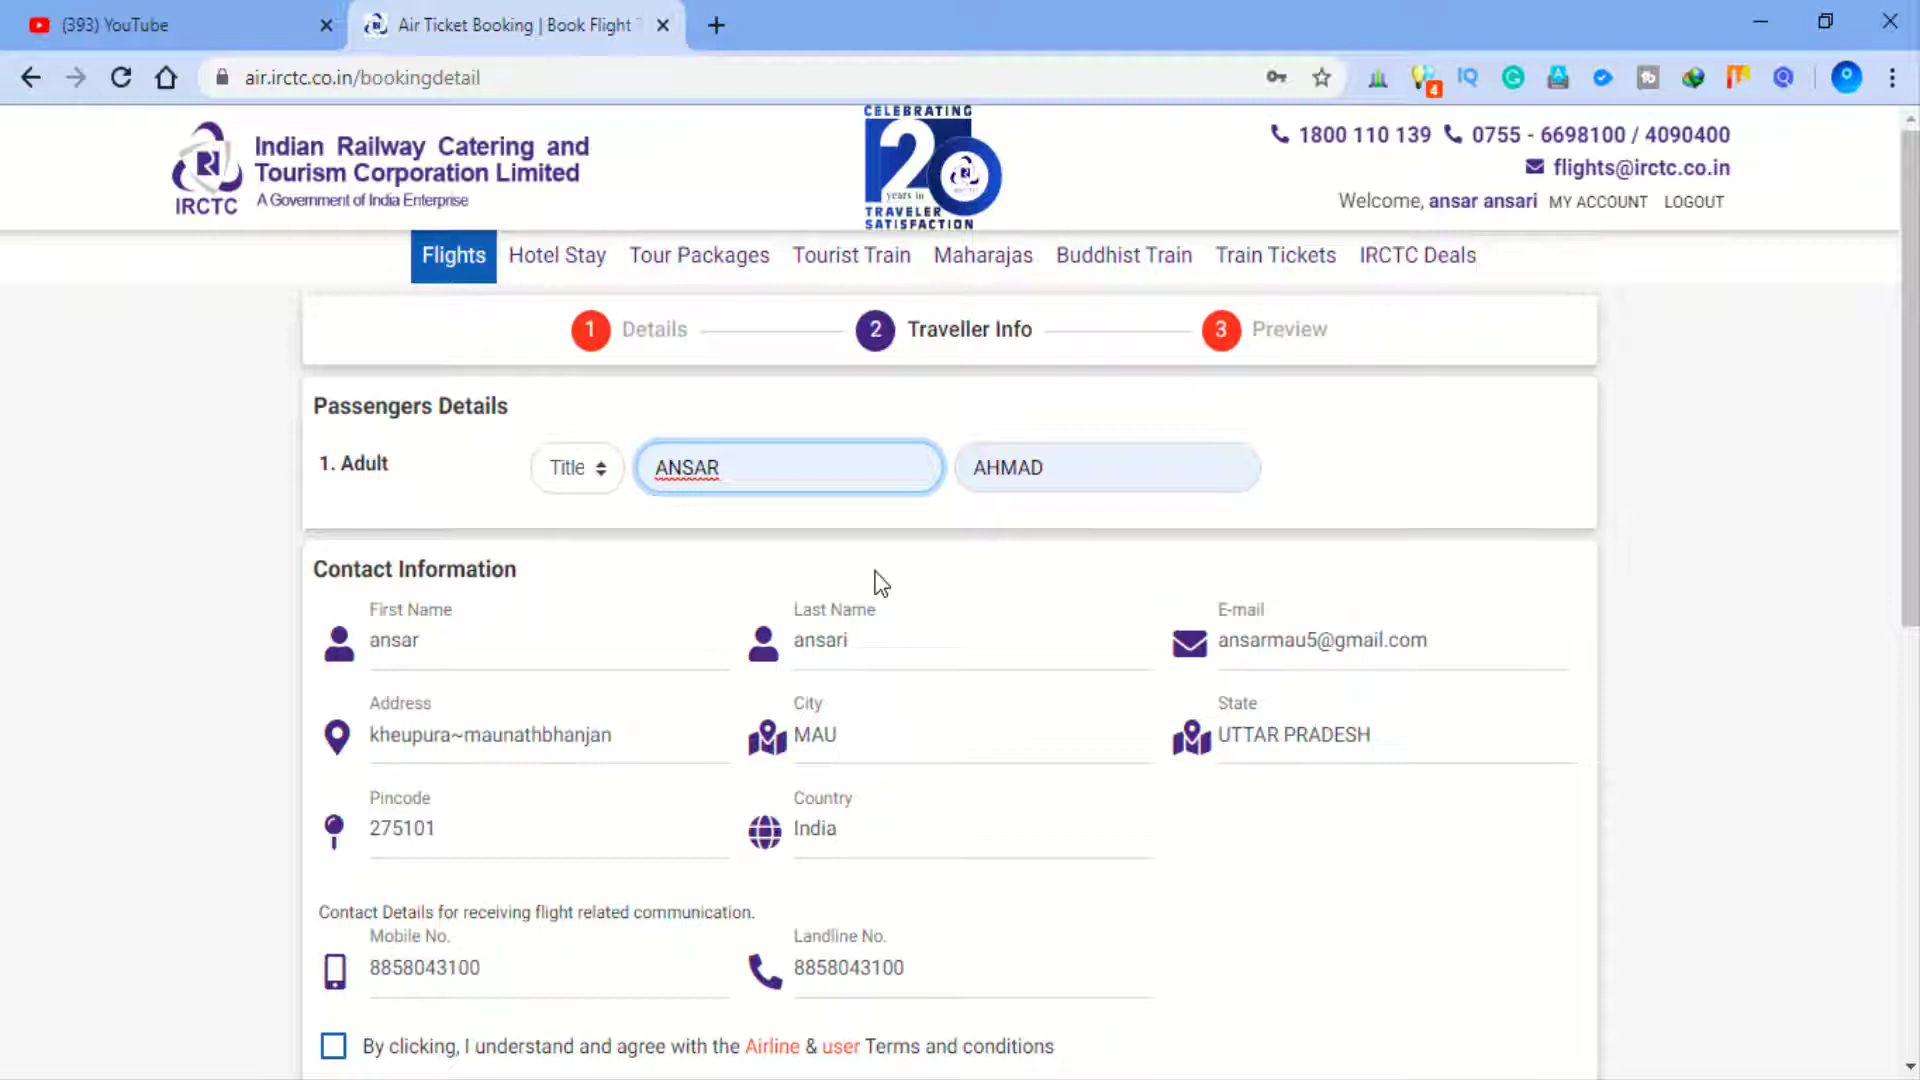 (393) YouTube
Air Ticket Booking | Book Flight
air.irctc.co.in/bookingdetail
4
IQ
tb
Indian Railway Catering and
Tourism Corporation Limited
A Government of India Enterprise
IRCTC
CELEBRATING
20
years in
TRAVELER
SATISFACTION
1800 110 139 0755 - 6698100 / 4090400
flights@irctc.co.in
Welcome, ansar ansari MY ACCOUNT LOGOUT
Flights Hotel Stay Tour Packages Tourist Train Maharajas Buddhist Train Train Tickets IRCTC Deals
1 Details 2 Traveller Info 3 Preview
Passengers Details
1. Adult Title ANSAR AHMAD
Contact Information
First Name Last Name E-mail
ansar ansari ansarmau5@gmail.com
Address City State
kheupura~maunathbhanjan MAU UTTAR PRADESH
Pincode Country
275101 India
Contact Details for receiving flight related communication.
Mobile No. Landline No.
8858043100 8858043100
By clicking, I understand and agree with the Airline & user Terms and conditions